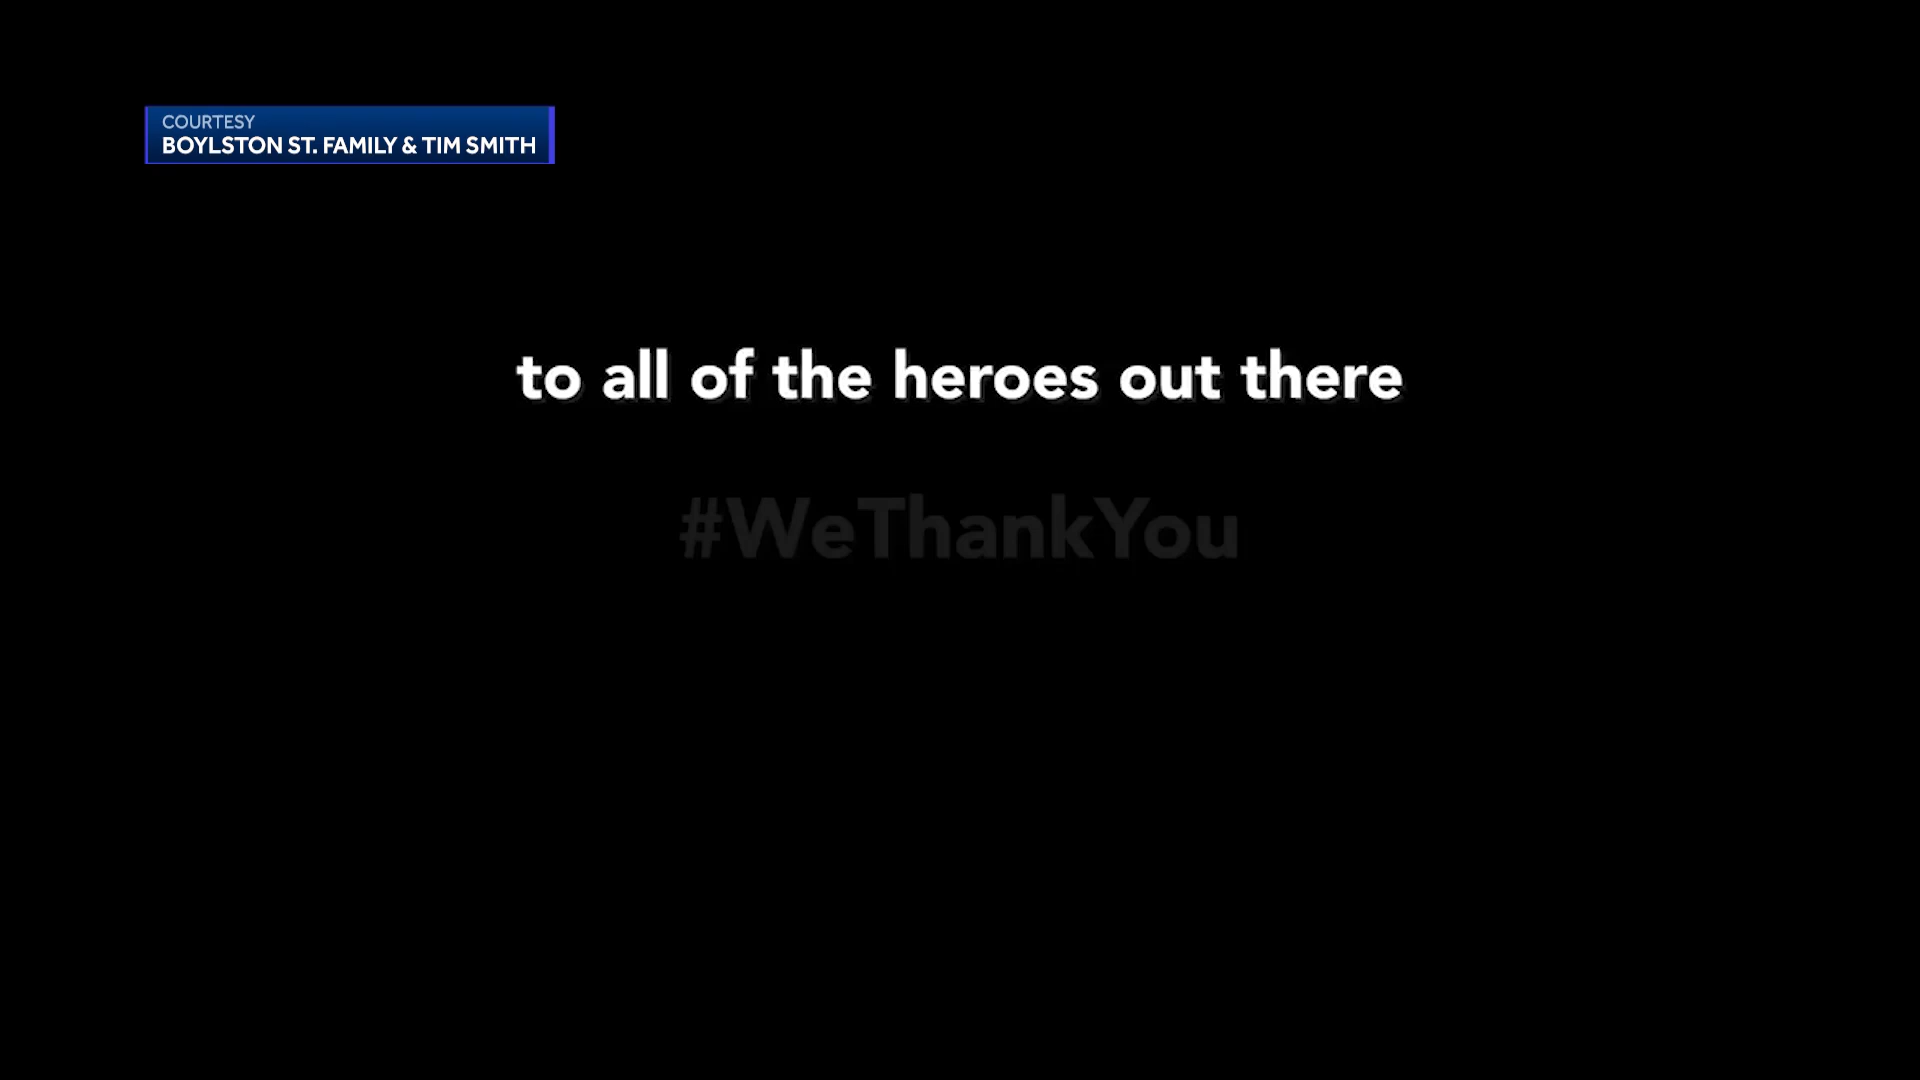 COURTESY
BOYLSTON ST. FAMILY & TIM SMITH
to all of the heroes out there
#WeThankYou